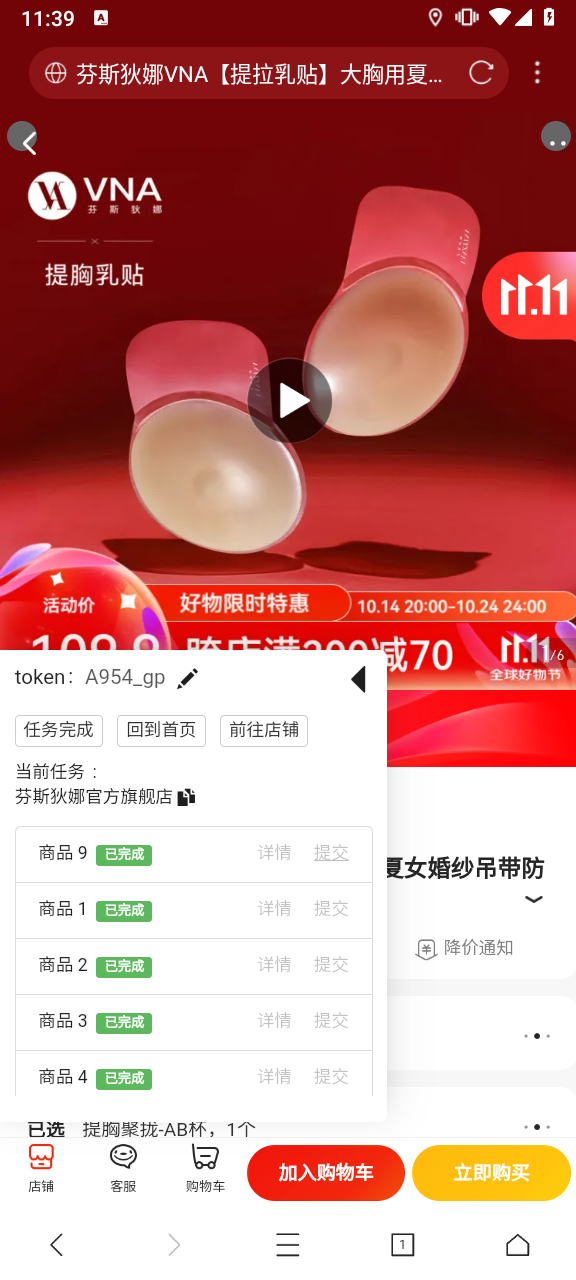 11:39
芬斯狄娜VNA【提拉乳贴】大胸用夏...
VNA
芬斯狄娜
提胸乳贴
11.11
活动价
好物限时特惠
10.14 20:00-10.24 24:00
跨店满300减70
11.11
全球好物节
1/6
token： A954_gp
任务完成
回到首页
前往店铺
当前任务 ：
芬斯狄娜官方旗舰店
商品 9 已完成 详情 提交
商品 1 已完成 详情 提交
商品 2 已完成 详情 提交
商品 3 已完成 详情 提交
商品 4 已完成 详情 提交
夏女婚纱吊带防
降价通知
已选 提胸聚拢-AB杯，1个
店铺
客服
购物车
加入购物车
立即购买
1